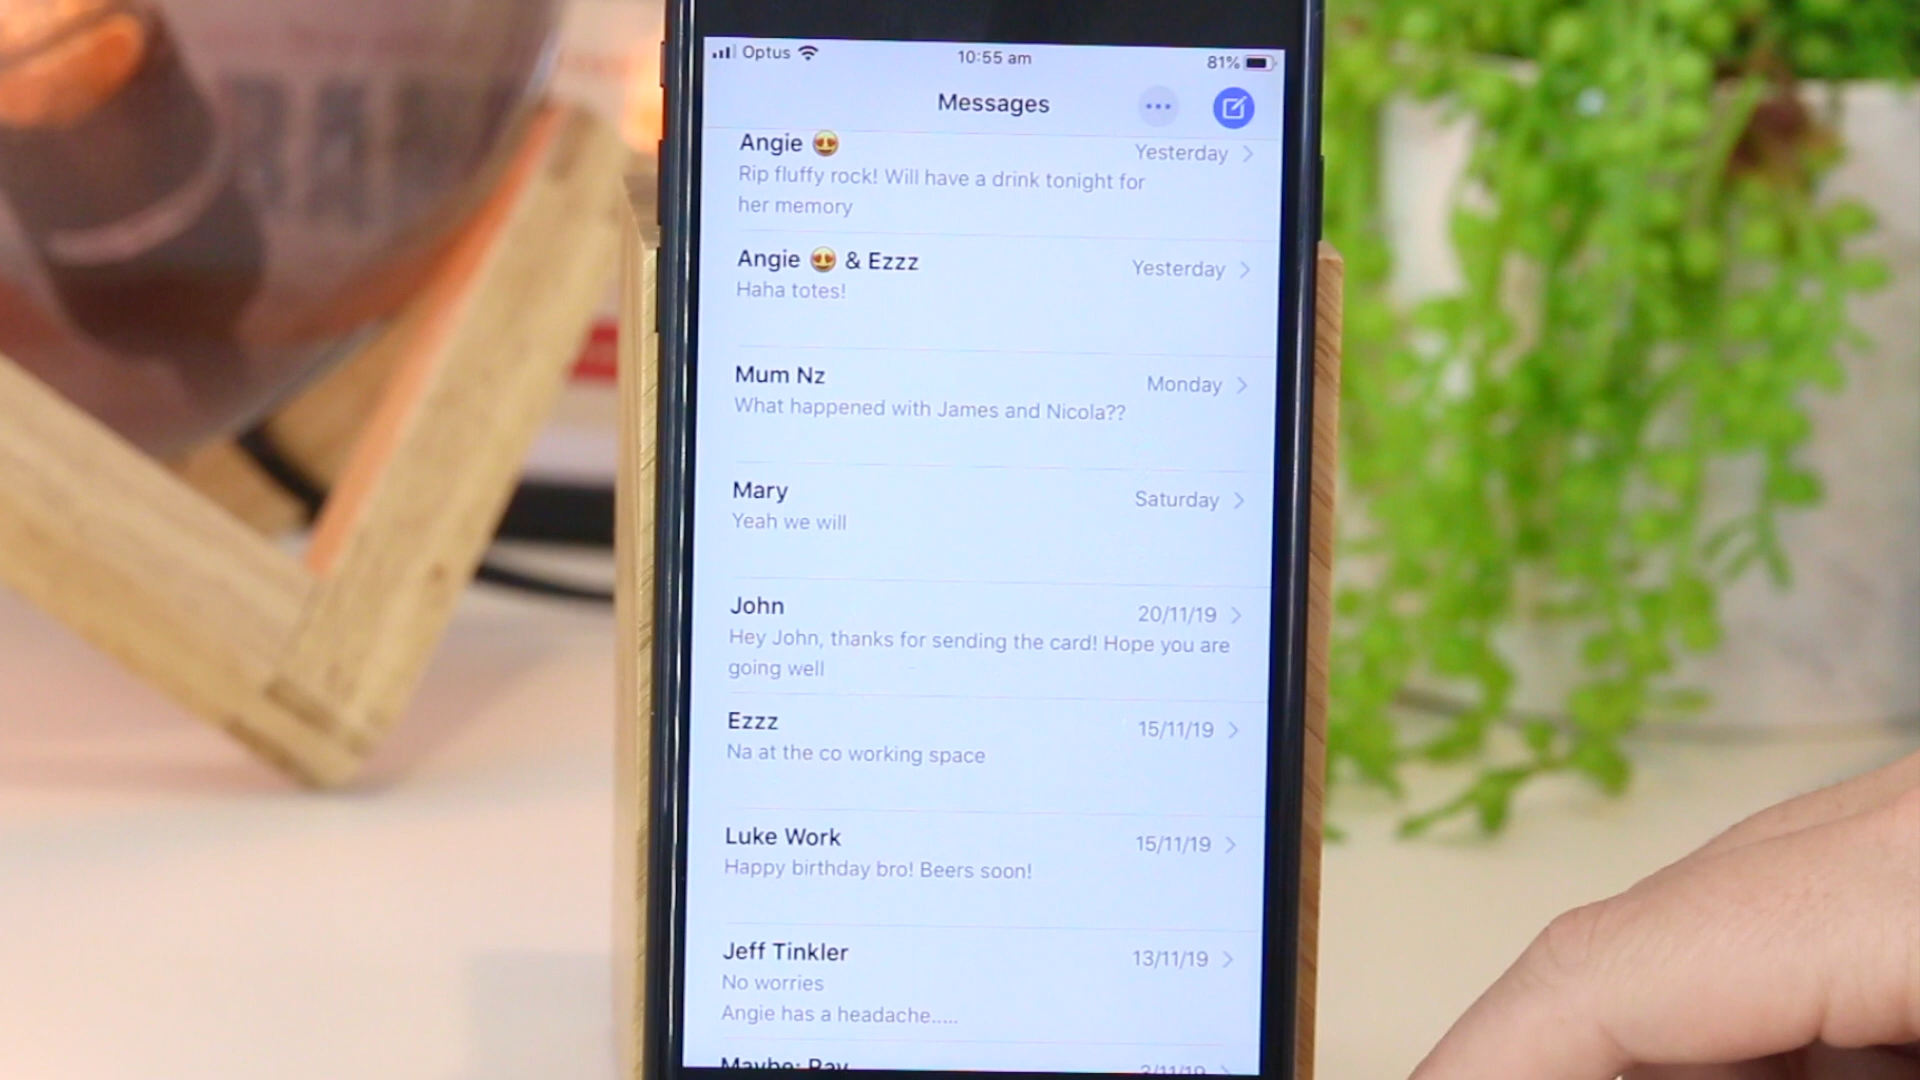 Optus 10:55 am 81%
Messages
Angie 😍 Yesterday
Rip fluffy rock! Will have a drink tonight for
her memory
Angie 😍 & Ezzz Yesterday
Haha totes!
Mum Nz Monday
What happened with James and Nicola??
Mary Saturday
Yeah we will
John 20/11/19
Hey John, thanks for sending the card! Hope you are
going well
Ezzz 15/11/19
Na at the co working space
Luke Work 15/11/19
Happy birthday bro! Beers soon!
Jeff Tinkler 13/11/19
No worries
Angie has a headache.....
Maybe: